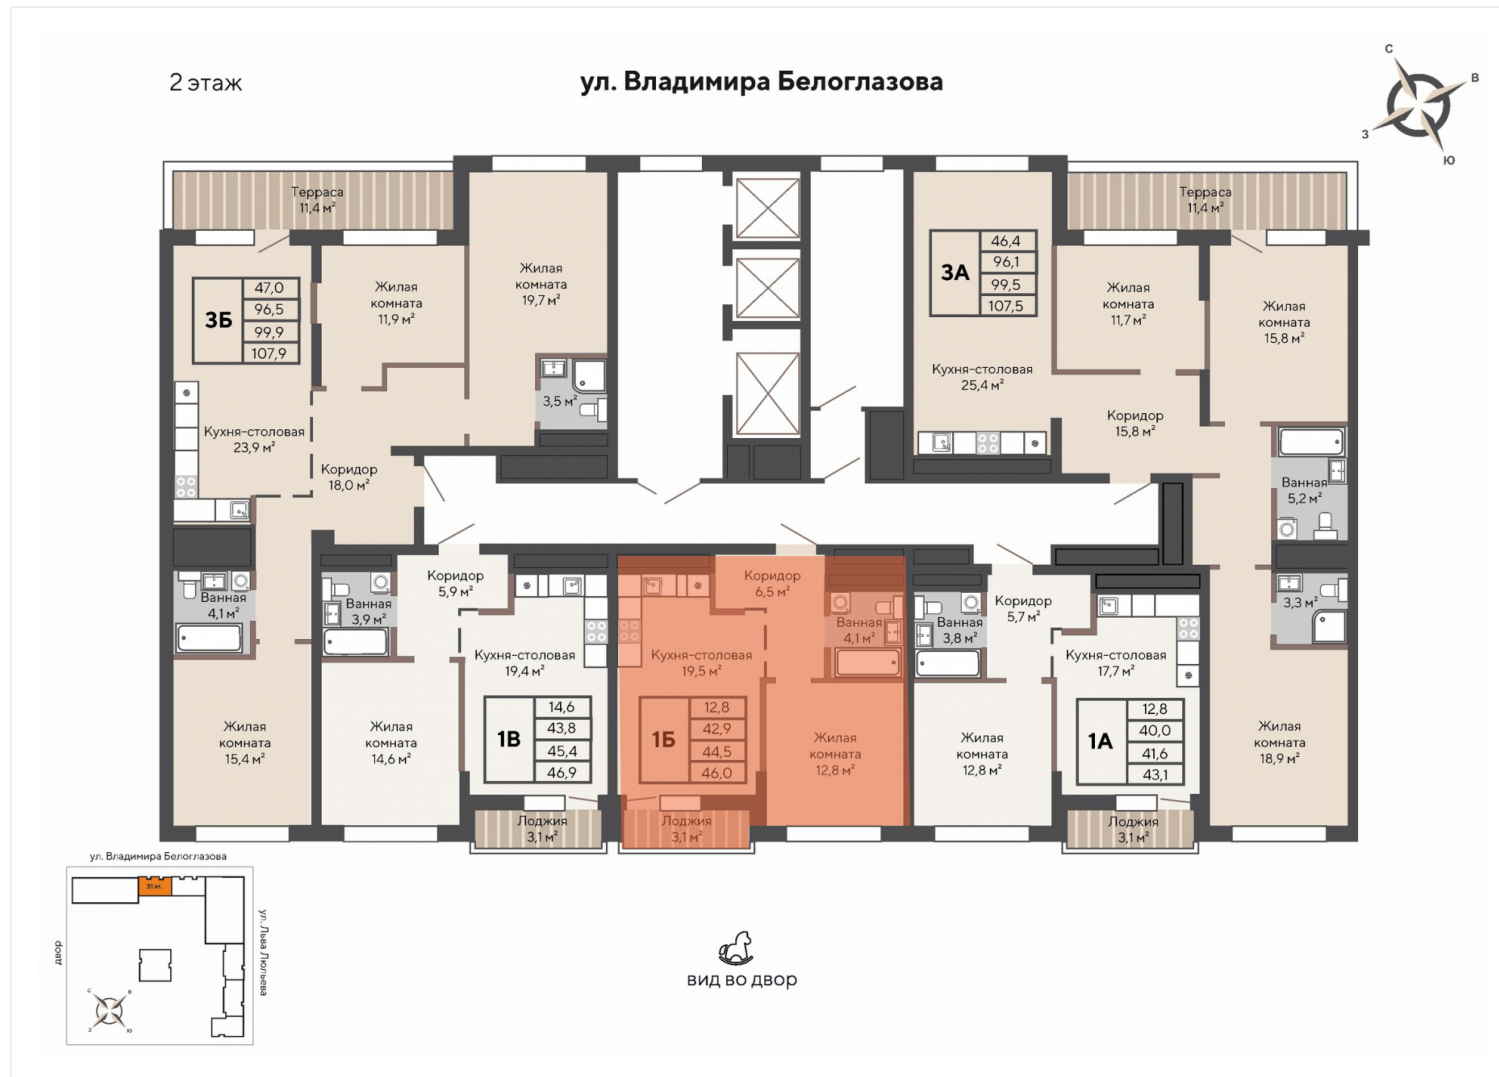 2 этаж
ул. Владимира Белоглазова
С
В
З
Ю
Терраса
11,4 м²
Терраса
11,4 м²
3Б
47,0
96,5
99,9
107,9
Жилая
комната
11,9 м²
Жилая
комната
19,7 м²
3,5 м²
Кухня-столовая
23,9 м²
Коридор
18,0 м²
3А
46,4
96,1
99,5
107,5
Кухня-столовая
25,4 м²
Жилая
комната
11,7 м²
Жилая
комната
15,8 м²
Коридор
15,8 м²
Ванная
5,2 м²
Ванная
4,1 м²
Ванная
3,9 м²
Коридор
5,9 м²
Кухня-столовая
19,4 м²
Коридор
6,5 м²
Кухня-столовая
19,5 м²
Ванная
4,1 м²
Ванная
3,8 м²
Коридор
5,7 м²
Кухня-столовая
17,7 м²
3,3 м²
Жилая
комната
15,4 м²
Жилая
комната
14,6 м²
1В
14,6
43,8
45,4
46,9
1Б
12,8
42,9
44,5
46,0
Жилая
комната
12,8 м²
Жилая
комната
12,8 м²
1А
12,8
40,0
41,6
43,1
Жилая
комната
18,9 м²
Лоджия
3,1 м²
Лоджия
3,1 м²
Лоджия
3,1 м²
ул. Владимира Белоглазова
31 эт.
двор
ул. Льва Люльева
С
В
З
Ю
вид во двор